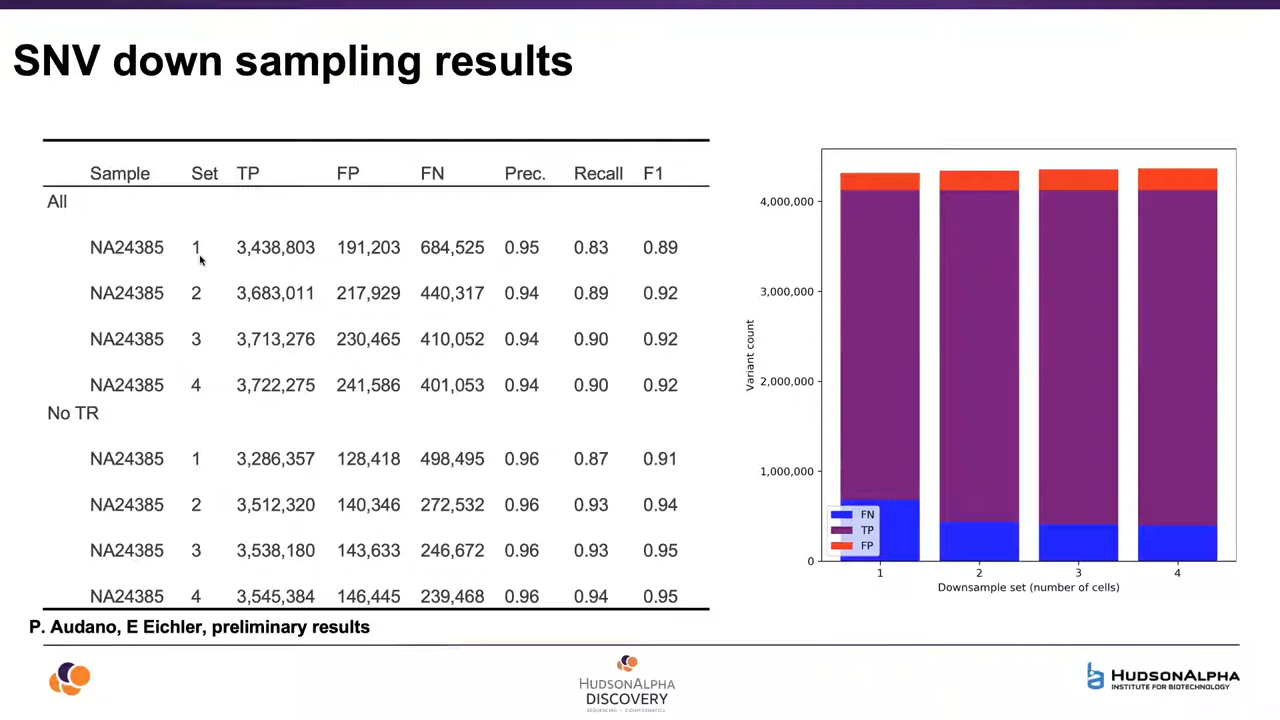 SNV down sampling results
Sample Set TP FP FN Prec. Recall F1
All
NA24385 1 3,438,803 191,203 684,525 0.95 0.83 0.89
NA24385 2 3,683,011 217,929 440,317 0.94 0.89 0.92
NA24385 3 3,713,276 230,465 410,052 0.94 0.90 0.92
NA24385 4 3,722,275 241,586 401,053 0.94 0.90 0.92
No TR
NA24385 1 3,286,357 128,418 498,495 0.96 0.87 0.91
NA24385 2 3,512,320 140,346 272,532 0.96 0.93 0.94
NA24385 3 3,538,180 143,633 246,672 0.96 0.93 0.95
NA24385 4 3,545,384 146,445 239,468 0.96 0.94 0.95
P. Audano, E Eichler, preliminary results
Variant count
4,000,000
3,000,000
2,000,000
1,000,000
0
FN
TP
FP
1 2 3 4
Downsample set (number of cells)
HUDSONALPHA
DISCOVERY
HUDSONALPHA
INSTITUTE FOR BIOTECHNOLOGY